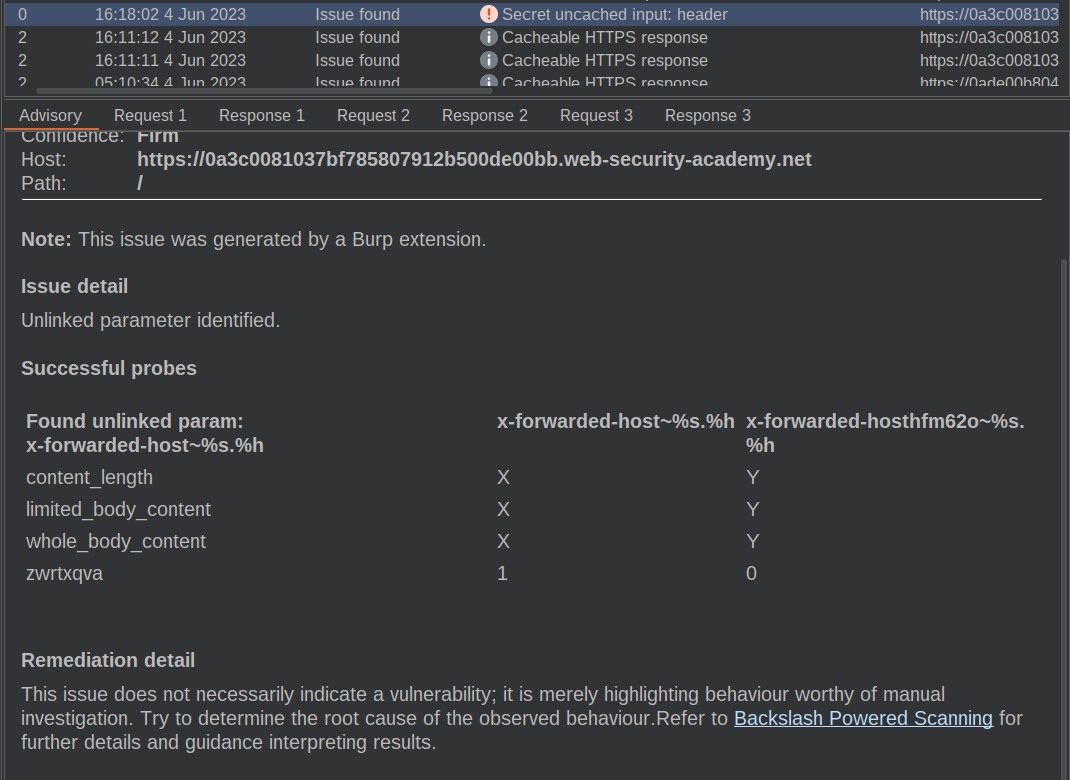 0 16:18:02 4 Jun 2023 Issue found Secret uncached input: header https://0a3c008103
2 16:11:12 4 Jun 2023 Issue found Cacheable HTTPS response https://0a3c008103
2 16:11:11 4 Jun 2023 Issue found Cacheable HTTPS response https://0a3c008103
2 05:10:34 4 Jun 2023 Issue found Cacheable HTTPS response https://0ade00b804
Advisory Request 1 Response 1 Request 2 Response 2 Request 3 Response 3
Confidence: Firm
Host: https://0a3c0081037bf785807912b500de00bb.web-security-academy.net
Path: /
Note: This issue was generated by a Burp extension.
Issue detail
Unlinked parameter identified.
Successful probes
Found unlinked param: x-forwarded-host~%s.%h x-forwarded-hosthfm62o~%s.
x-forwarded-host~%s.%h %h
content_length X Y
limited_body_content X Y
whole_body_content X Y
zwrtxqva 1 0
Remediation detail
This issue does not necessarily indicate a vulnerability; it is merely highlighting behaviour worthy of manual
investigation. Try to determine the root cause of the observed behaviour.Refer to Backslash Powered Scanning for
further details and guidance interpreting results.